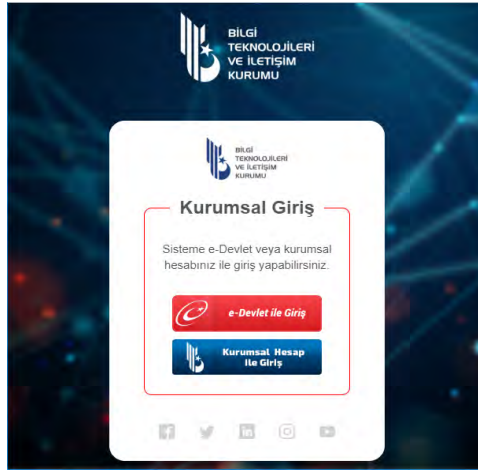 BİLGİ
TEKNOLOJİLERİ
VE İLETİŞİM
KURUMU
BİLGİ
TEKNOLOJİLERİ
VE İLETİŞİM
KURUMU
Kurumsal Giriş
Sisteme e-Devlet veya kurumsal
hesabınız ile giriş yapabilirsiniz.
e-Devlet ile Giriş
Kurumsal Hesap
ile Giriş